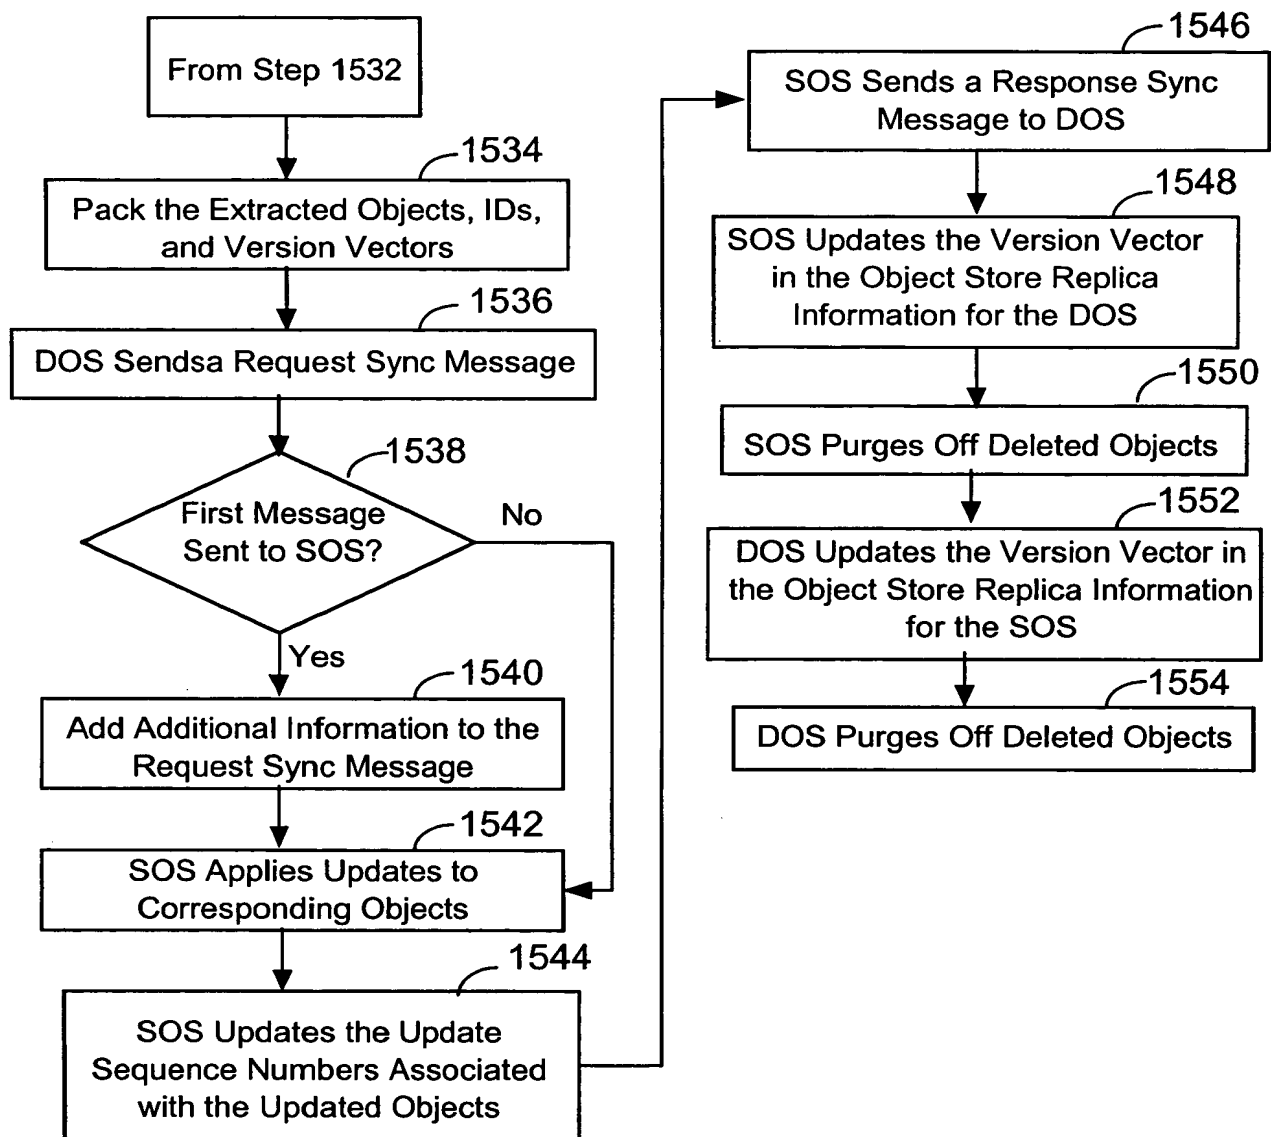 From Step 1532
1534
Pack the Extracted Objects, IDs,
and Version Vectors
1536
DOS Sendsa Request Sync Message
1538
First Message
Sent to SOS?
No
Yes
1540
Add Additional Information to the
Request Sync Message
1542
SOS Applies Updates to
Corresponding Objects
1544
SOS Updates the Update
Sequence Numbers Associated
with the Updated Objects
1546
SOS Sends a Response Sync
Message to DOS
1548
SOS Updates the Version Vector
in the Object Store Replica
Information for the DOS
1550
SOS Purges Off Deleted Objects
1552
DOS Updates the Version Vector in
the Object Store Replica Information
for the SOS
1554
DOS Purges Off Deleted Objects